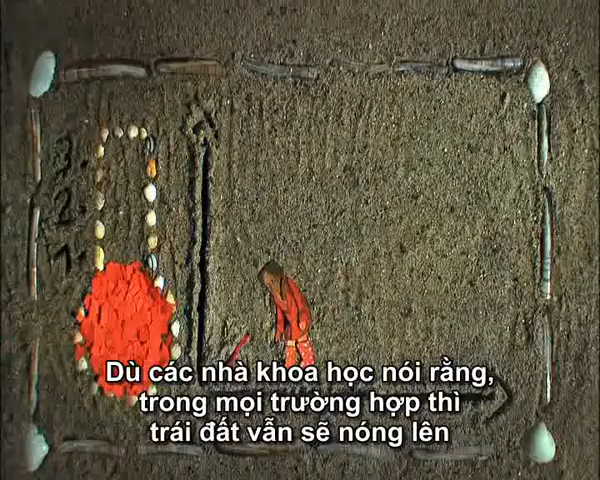 3.
2.
1.
Dù các nhà khoa học nói rằng,
trong mọi trường hợp thì
trái đất vẫn sẽ nóng lên